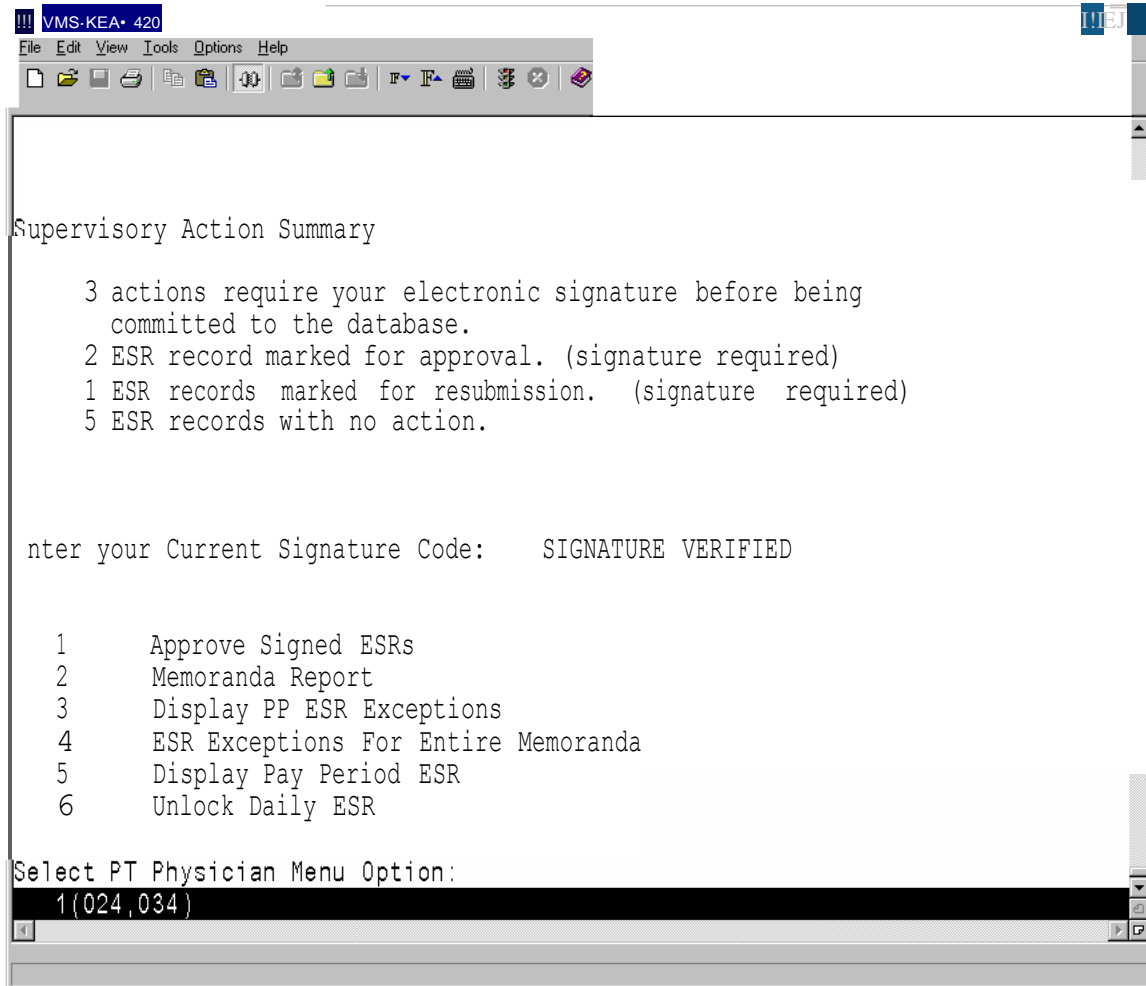 !!! VMS-KEA• 420
I!IEJ
File Edit View Tools Options Help
Supervisory Action Summary
3 actions require your electronic signature before being
committed to the database.
2 ESR record marked for approval. (signature required)
1 ESR records marked for resubmission. (signature required)
5 ESR records with no action.
nter your Current Signature Code: SIGNATURE VERIFIED
1 Approve Signed ESRs
2 Memoranda Report
3 Display PP ESR Exceptions
4 ESR Exceptions For Entire Memoranda
5 Display Pay Period ESR
6 Unlock Daily ESR
Select PT Physician Menu Option:
1(024,034)